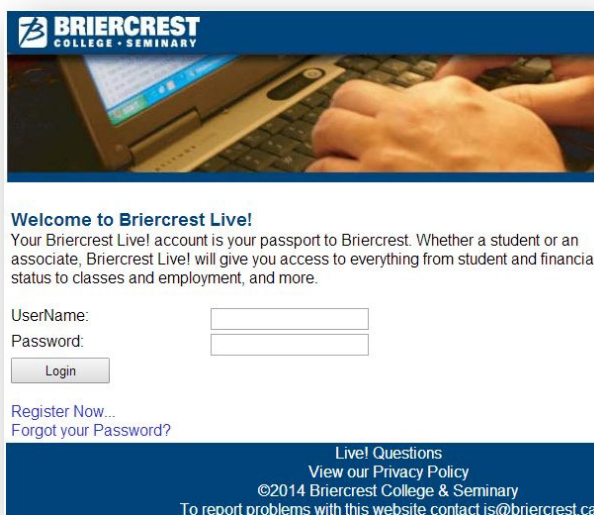 BRIERCREST
COLLEGE • SEMINARY
Welcome to Briercrest Live!
Your Briercrest Live! account is your passport to Briercrest. Whether a student or an
associate, Briercrest Live! will give you access to everything from student and financia
status to classes and employment, and more.
UserName:
Password:
Login
Register Now...
Forgot your Password?
Live! Questions
View our Privacy Policy
©2014 Briercrest College & Seminary
To report problems with this website contact is@briercrest.ca